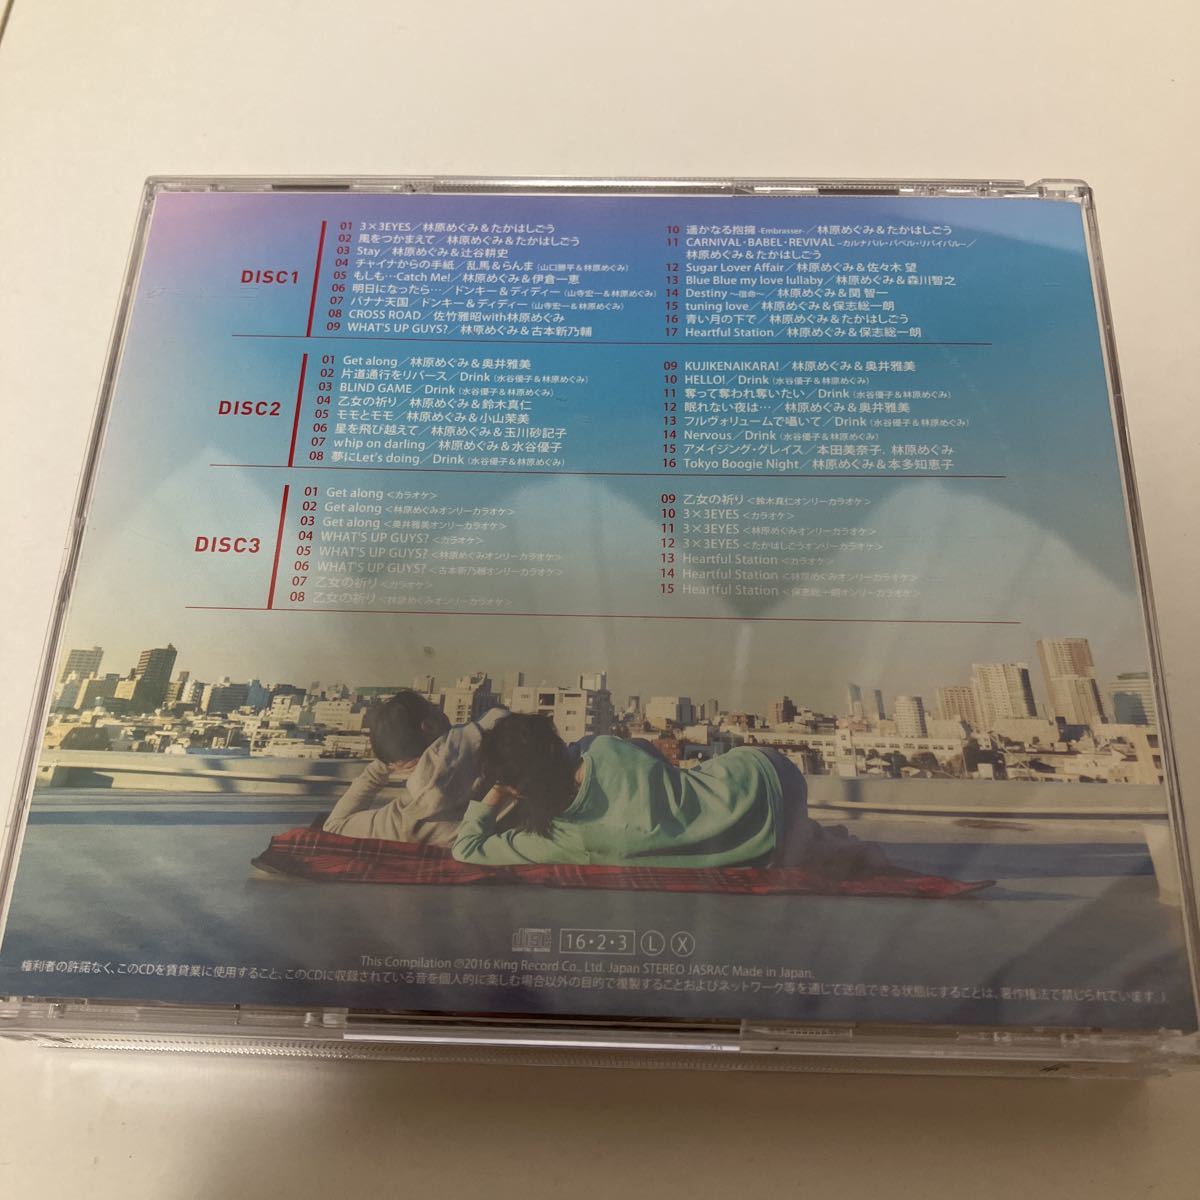 DISC1
01 3×3EYES／林原めぐみ＆たかはしごう
02 風をつかまえて／林原めぐみ＆たかはしごう
03 Stay／林原めぐみ＆辻谷耕史
04 チャイナからの手紙／乱馬＆らんま（山口勝平＆林原めぐみ）
05 もしも…Catch Me!／林原めぐみ＆伊倉一恵
06 明日になったら…／ドンキー＆ディディー（山寺宏一＆林原めぐみ）
07 バナナ天国／ドンキー＆ディディー（山寺宏一＆林原めぐみ）
08 CROSS ROAD／佐竹雅昭with林原めぐみ
09 WHAT'S UP GUYS?／林原めぐみ＆古本新乃輔
10 遥かなる抱擁 -Embrasser-／林原めぐみ＆たかはしごう
11 CARNIVAL・BABEL・REVIVAL -カルナバル・バベル・リバイバル-／
林原めぐみ＆たかはしごう
12 Sugar Lover Affair／林原めぐみ＆佐々木 望
13 Blue Blue my love lullaby／林原めぐみ＆森川智之
14 Destiny ～宿命～／林原めぐみ＆関 智一
15 tuning love／林原めぐみ＆保志総一朗
16 青い月の下で／林原めぐみ＆たかはしごう
17 Heartful Station／林原めぐみ＆保志総一朗
DISC2
01 Get along／林原めぐみ＆奥井雅美
02 片道通行をリバース／Drink（水谷優子＆林原めぐみ）
03 BLIND GAME／Drink（水谷優子＆林原めぐみ）
04 乙女の祈り／林原めぐみ＆鈴木真仁
05 モモとモモ／林原めぐみ＆小山茉美
06 星を飛び越えて／林原めぐみ＆玉川砂記子
07 whip on darling／林原めぐみ＆水谷優子
08 夢にLet's doing／Drink（水谷優子＆林原めぐみ）
09 KUJIKENAIKARA!／林原めぐみ＆奥井雅美
10 HELLO!／Drink（水谷優子＆林原めぐみ）
11 奪って奪われ奪いたい／Drink（水谷優子＆林原めぐみ）
12 眠れない夜は…／林原めぐみ＆奥井雅美
13 フルヴォリュームで囁いて／Drink（水谷優子＆林原めぐみ）
14 Nervous／Drink（水谷優子＆林原めぐみ）
15 アメイジング・グレイス／本田美奈子. 林原めぐみ
16 Tokyo Boogie Night／林原めぐみ＆本多知恵子
DISC3
01 Get along＜カラオケ＞
02 Get along＜林原めぐみオンリーカラオケ＞
03 Get along＜奥井雅美オンリーカラオケ＞
04 WHAT'S UP GUYS?＜カラオケ＞
05 WHAT'S UP GUYS?＜林原めぐみオンリーカラオケ＞
06 WHAT'S UP GUYS?＜古本新乃輔オンリーカラオケ＞
07 乙女の祈り＜カラオケ＞
08 乙女の祈り＜林原めぐみオンリーカラオケ＞
09 乙女の祈り＜鈴木真仁オンリーカラオケ＞
10 3×3EYES＜カラオケ＞
11 3×3EYES＜林原めぐみオンリーカラオケ＞
12 3×3EYES＜たかはしごうオンリーカラオケ＞
13 Heartful Station＜カラオケ＞
14 Heartful Station＜林原めぐみオンリーカラオケ＞
15 Heartful Station＜保志総一朗オンリーカラオケ＞
disc 16・2・3 L X
This Compilation ℗2016 King Record Co., Ltd. Japan STEREO JASRAC Made in Japan.
権利者の許諾なく、このCDを賃貸業に使用すること、このCDに収録されている音を個人的に楽しむ場合以外の目的で複製することおよびネットワーク等を通じて送信できる状態にすることは、著作権法で禁じられています。